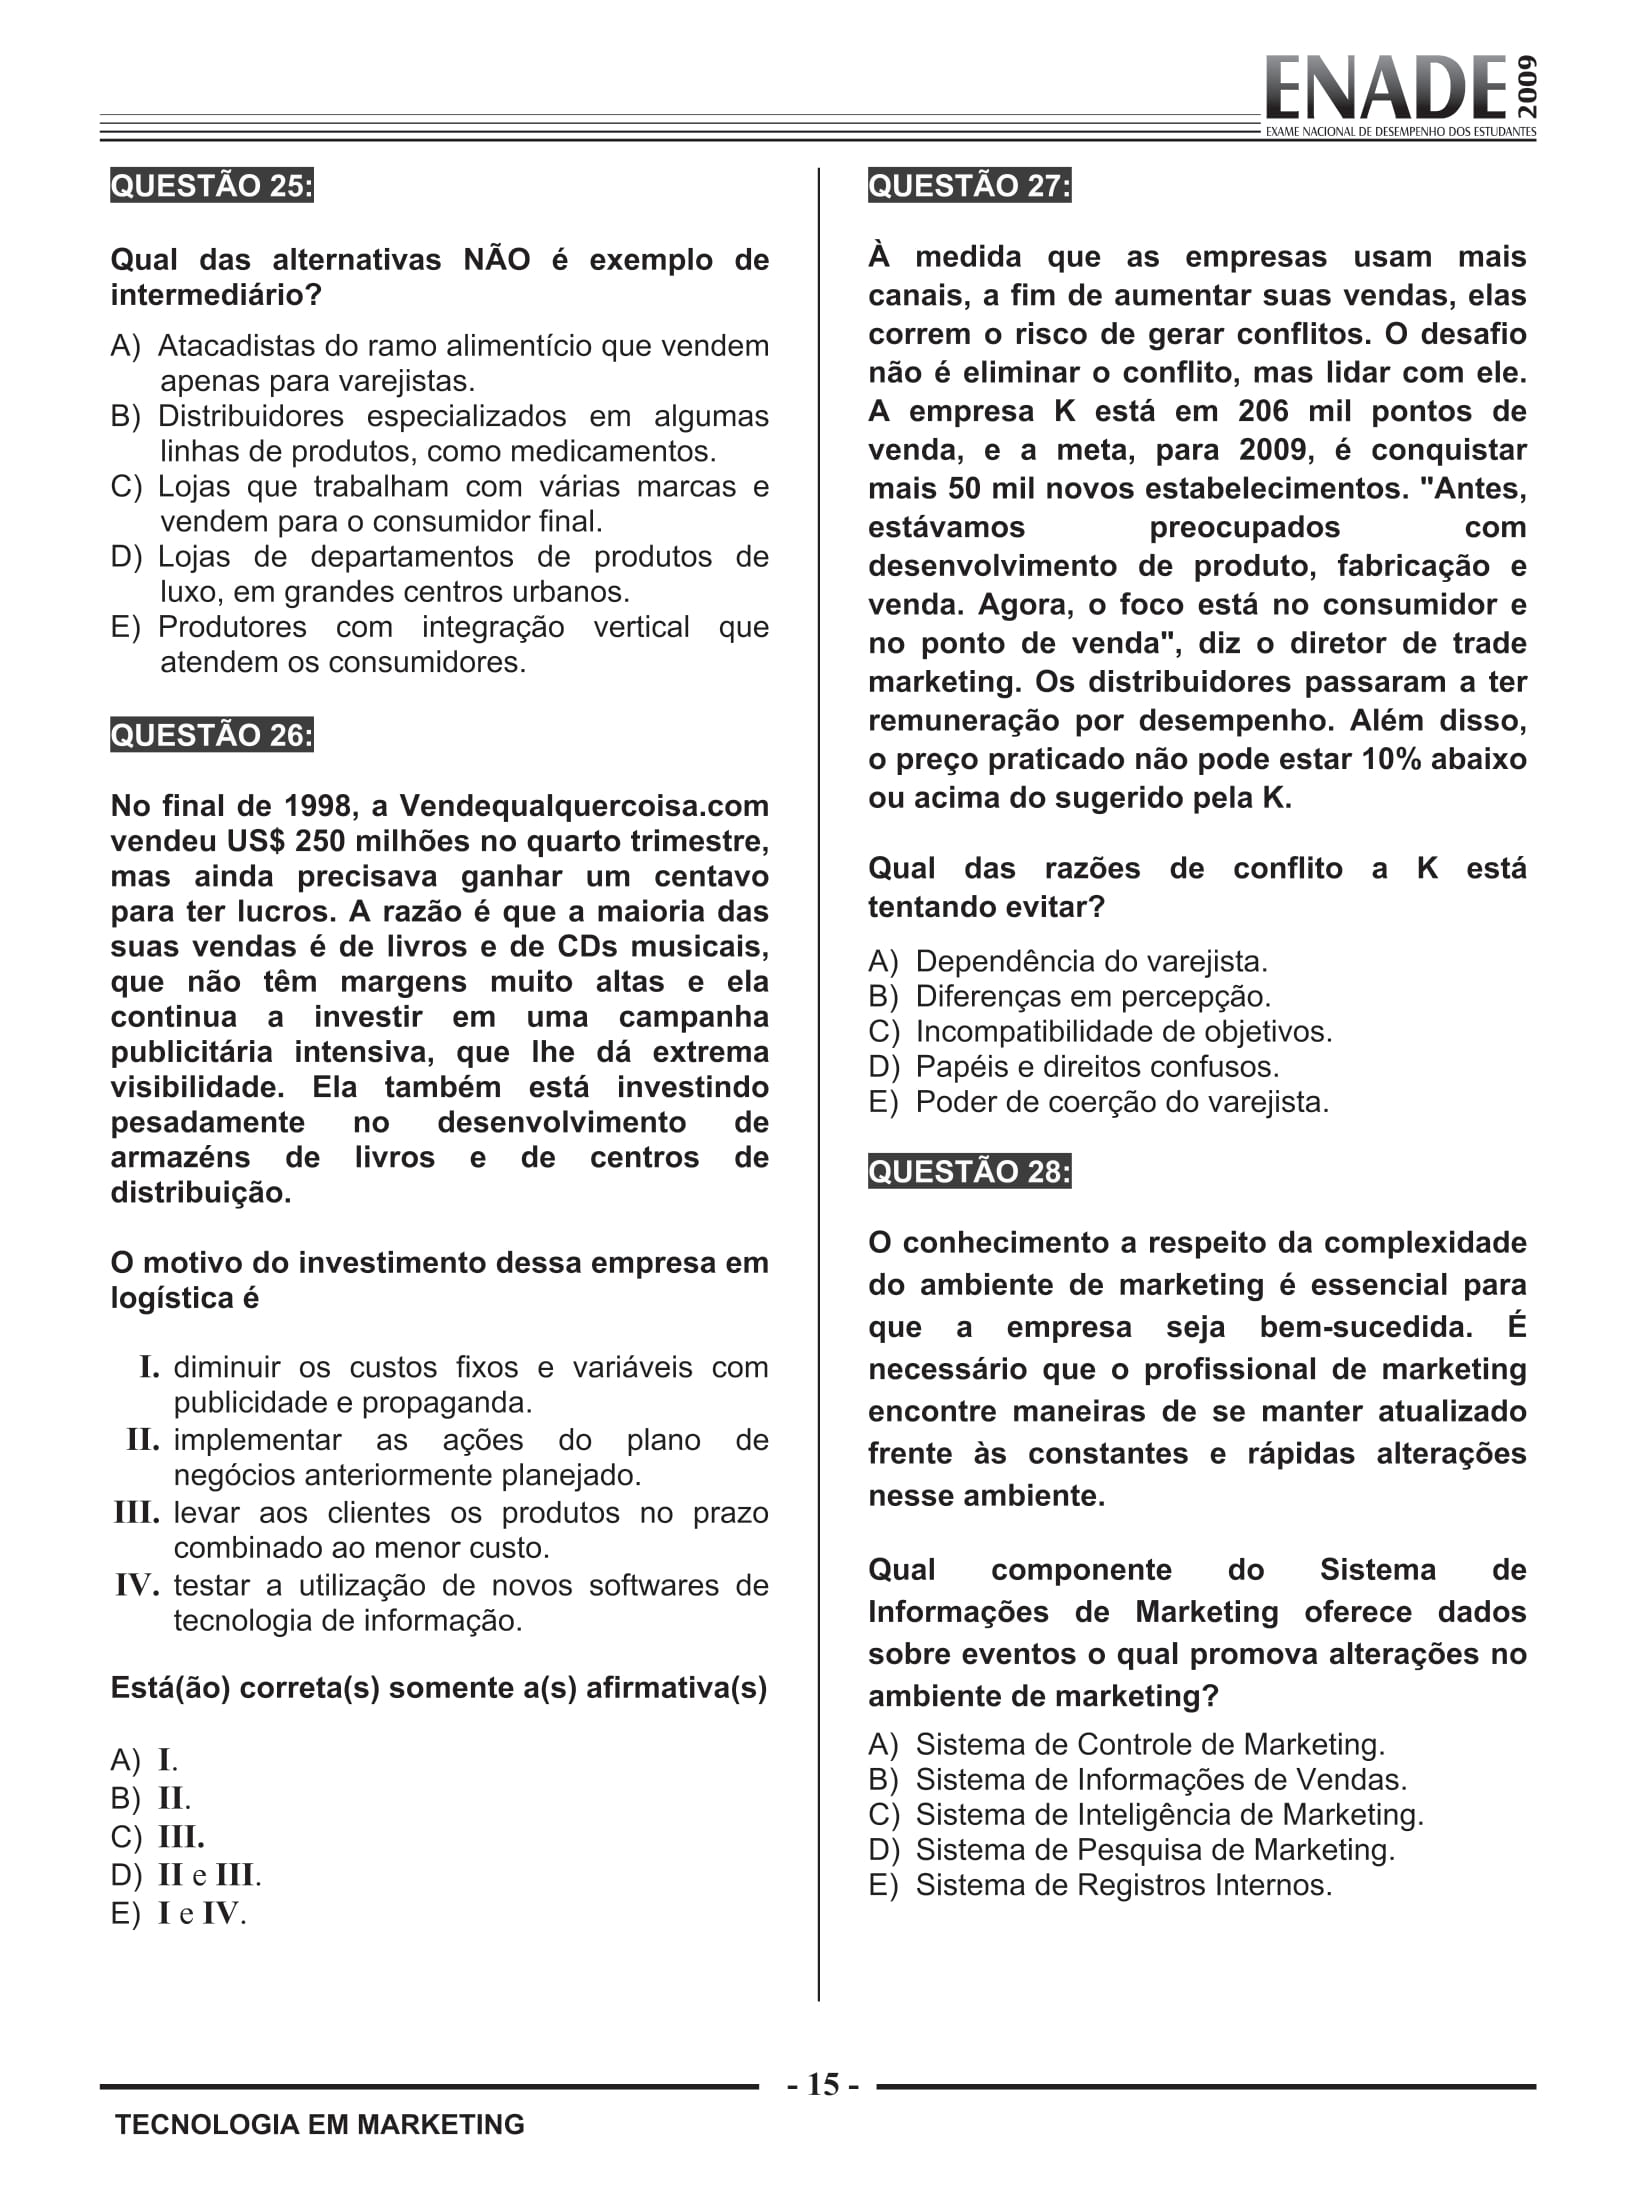 ENADE 2009
EXAME NACIONAL DE DESEMPENHO DOS ESTUDANTES
QUESTÃO 25:
Qual das alternativas NÃO é exemplo de
intermediário?
A) Atacadistas do ramo alimentício que vendem
apenas para varejistas.
B) Distribuidores especializados em algumas
linhas de produtos, como medicamentos.
C) Lojas que trabalham com várias marcas e
vendem para o consumidor final.
D) Lojas de departamentos de produtos de
luxo, em grandes centros urbanos.
E) Produtores com integração vertical que
atendem os consumidores.
QUESTÃO 26:
No final de 1998, a Vendequalquercoisa.com
vendeu US$ 250 milhões no quarto trimestre,
mas ainda precisava ganhar um centavo
para ter lucros. A razão é que a maioria das
suas vendas é de livros e de CDs musicais,
que não têm margens muito altas e ela
continua a investir em uma campanha
publicitária intensiva, que lhe dá extrema
visibilidade. Ela também está investindo
pesadamente no desenvolvimento de
armazéns de livros e de centros de
distribuição.
O motivo do investimento dessa empresa em
logística é
I. diminuir os custos fixos e variáveis com
publicidade e propaganda.
II. implementar as ações do plano de
negócios anteriormente planejado.
III. levar aos clientes os produtos no prazo
combinado ao menor custo.
IV. testar a utilização de novos softwares de
tecnologia de informação.
Está(ão) correta(s) somente a(s) afirmativa(s)
A) I.
B) II.
C) III.
D) II e III.
E) I e IV.
QUESTÃO 27:
À medida que as empresas usam mais
canais, a fim de aumentar suas vendas, elas
correm o risco de gerar conflitos. O desafio
não é eliminar o conflito, mas lidar com ele.
A empresa K está em 206 mil pontos de
venda, e a meta, para 2009, é conquistar
mais 50 mil novos estabelecimentos. "Antes,
estávamos preocupados com
desenvolvimento de produto, fabricação e
venda. Agora, o foco está no consumidor e
no ponto de venda", diz o diretor de trade
marketing. Os distribuidores passaram a ter
remuneração por desempenho. Além disso,
o preço praticado não pode estar 10% abaixo
ou acima do sugerido pela K.
Qual das razões de conflito a K está
tentando evitar?
A) Dependência do varejista.
B) Diferenças em percepção.
C) Incompatibilidade de objetivos.
D) Papéis e direitos confusos.
E) Poder de coerção do varejista.
QUESTÃO 28:
O conhecimento a respeito da complexidade
do ambiente de marketing é essencial para
que a empresa seja bem-sucedida. É
necessário que o profissional de marketing
encontre maneiras de se manter atualizado
frente às constantes e rápidas alterações
nesse ambiente.
Qual componente do Sistema de
Informações de Marketing oferece dados
sobre eventos o qual promova alterações no
ambiente de marketing?
A) Sistema de Controle de Marketing.
B) Sistema de Informações de Vendas.
C) Sistema de Inteligência de Marketing.
D) Sistema de Pesquisa de Marketing.
E) Sistema de Registros Internos.
- 15 -
TECNOLOGIA EM MARKETING